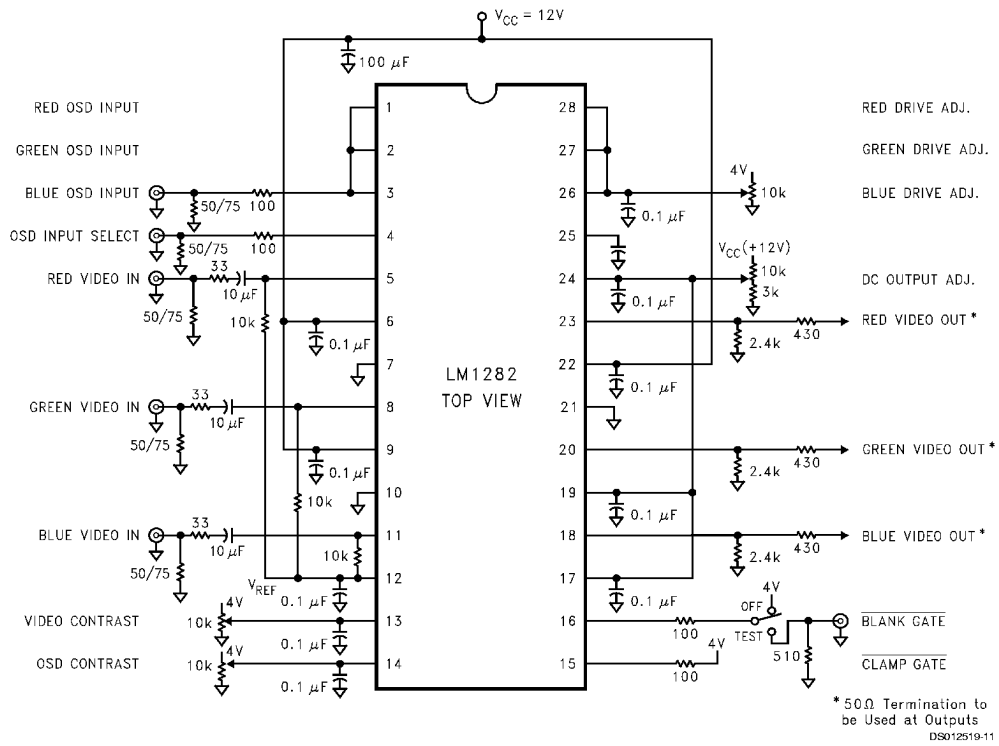 V_CC = 12V
100 µF
RED OSD INPUT
1
28
RED DRIVE ADJ.
GREEN OSD INPUT
2
27
GREEN DRIVE ADJ.
BLUE OSD INPUT
50/75
100
3
26
0.1 µF
4V
10k
BLUE DRIVE ADJ.
OSD INPUT SELECT
50/75
100
4
25
V_CC(+12V)
RED VIDEO IN
50/75
33
10 µF
10k
5
24
0.1 µF
10k
3k
DC OUTPUT ADJ.
0.1 µF
6
23
2.4k
430
RED VIDEO OUT*
7
22
0.1 µF
LM1282
TOP VIEW
GREEN VIDEO IN
50/75
33
10 µF
8
21
0.1 µF
9
20
2.4k
430
GREEN VIDEO OUT*
10k
10
19
0.1 µF
BLUE VIDEO IN
50/75
33
10 µF
10k
11
18
2.4k
430
BLUE VIDEO OUT*
V_REF
0.1 µF
12
17
0.1 µF
VIDEO CONTRAST
4V
10k
0.1 µF
13
16
100
OFF
TEST
4V
510
BLANK GATE
OSD CONTRAST
4V
10k
0.1 µF
14
15
100
4V
CLAMP GATE
*50Ω Termination to
be Used at Outputs
DS012519-11